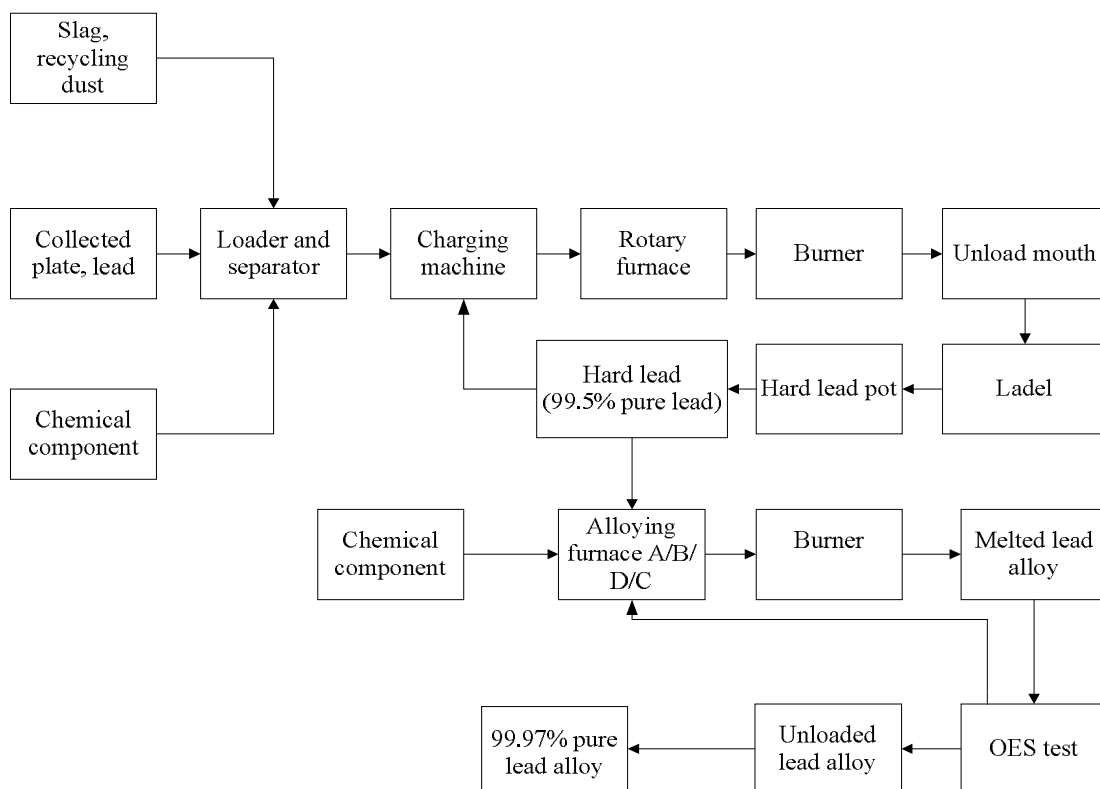 Slag,
recycling
dust
Collected
plate, lead
Loader and
separator
Charging
machine
Rotary
furnace
Burner
Unload mouth
Hard lead
(99.5% pure lead)
Hard lead pot
Ladel
Chemical
component
Chemical
component
Alloying
furnace A/B/
D/C
Burner
Melted lead
alloy
99.97% pure
lead alloy
Unloaded
lead alloy
OES test